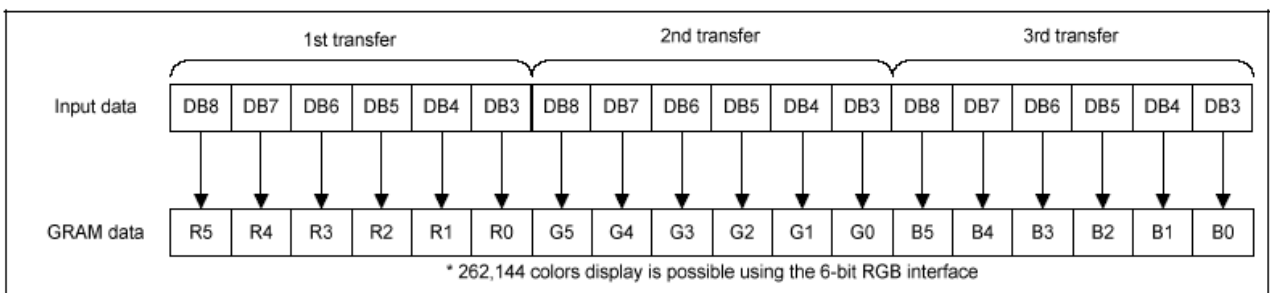 1st transfer 2nd transfer 3rd transfer
Input data DB8 DB7 DB6 DB5 DB4 DB3 DB8 DB7 DB6 DB5 DB4 DB3 DB8 DB7 DB6 DB5 DB4 DB3
GRAM data R5 R4 R3 R2 R1 R0 G5 G4 G3 G2 G1 G0 B5 B4 B3 B2 B1 B0
* 262,144 colors display is possible using the 6-bit RGB interface